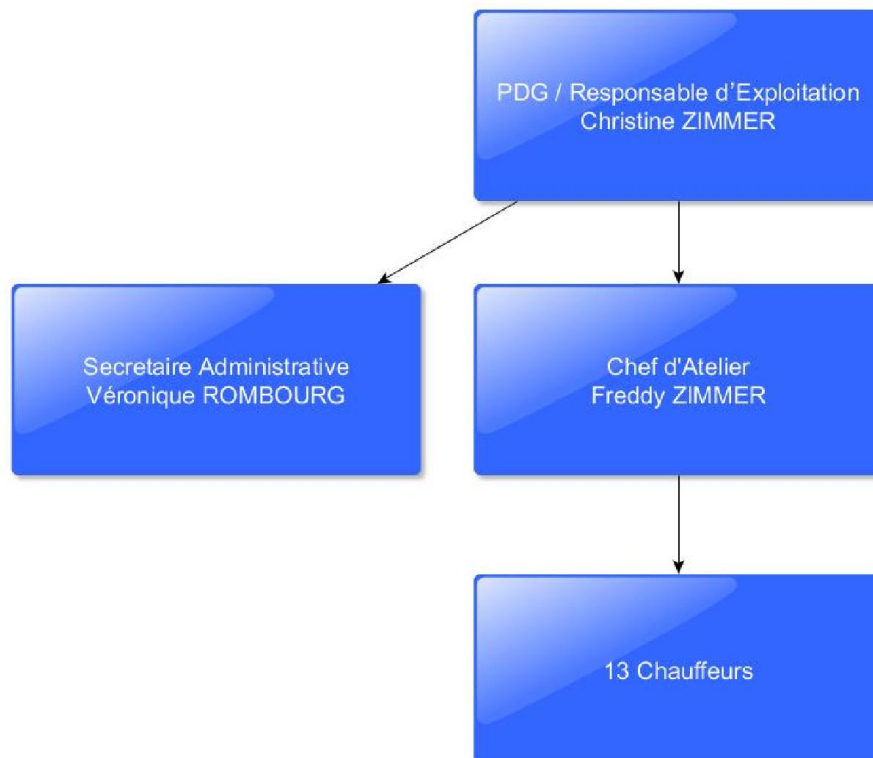 PDG / Responsable d’Exploitation
Christine ZIMMER
Secretaire Administrative
Véronique ROMBOURG
Chef d'Atelier
Freddy ZIMMER
13 Chauffeurs